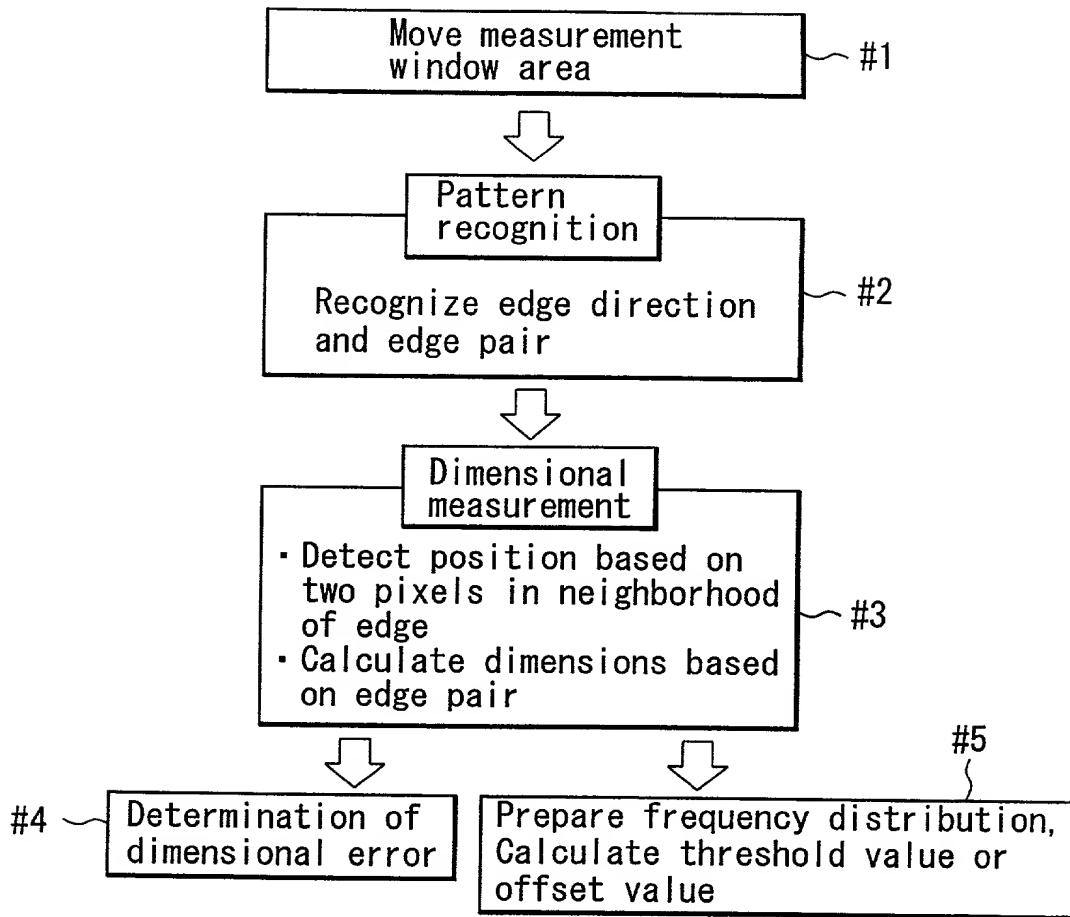 Move measurement
window area
#1
Pattern
recognition
Recognize edge direction
and edge pair
#2
Dimensional
measurement
・Detect position based on
two pixels in neighborhood
of edge
・Calculate dimensions based
on edge pair
#3
#4
Determination of
dimensional error
#5
Prepare frequency distribution,
Calculate threshold value or
offset value